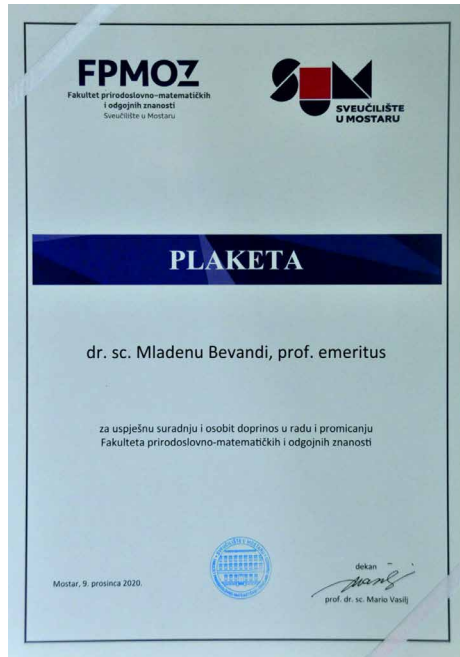 FPMOZ
Fakultet prirodoslovno-matematičkih
i odgojnih znanosti
Sveučilište u Mostaru
SUM
SVEUČILIŠTE
U MOSTARU
PLAKETA
dr. sc. Mladenu Bevandi, prof. emeritus
za uspješnu suradnju i osobit doprinos u radu i promicanju
Fakulteta prirodoslovno-matematičkih i odgojnih znanosti
Mostar, 9. prosinca 2020.
dekan
prof. dr. sc. Mario Vasilj